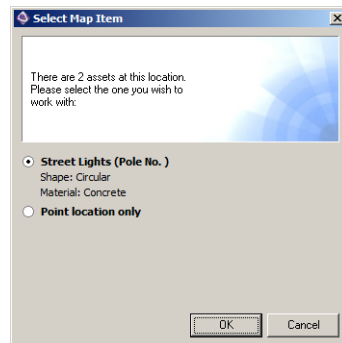 Select Map Item
There are 2 assets at this location.
Please select the one you wish to
work with:
Street Lights (Pole No. )
Shape: Circular
Material: Concrete
Point location only
OK Cancel